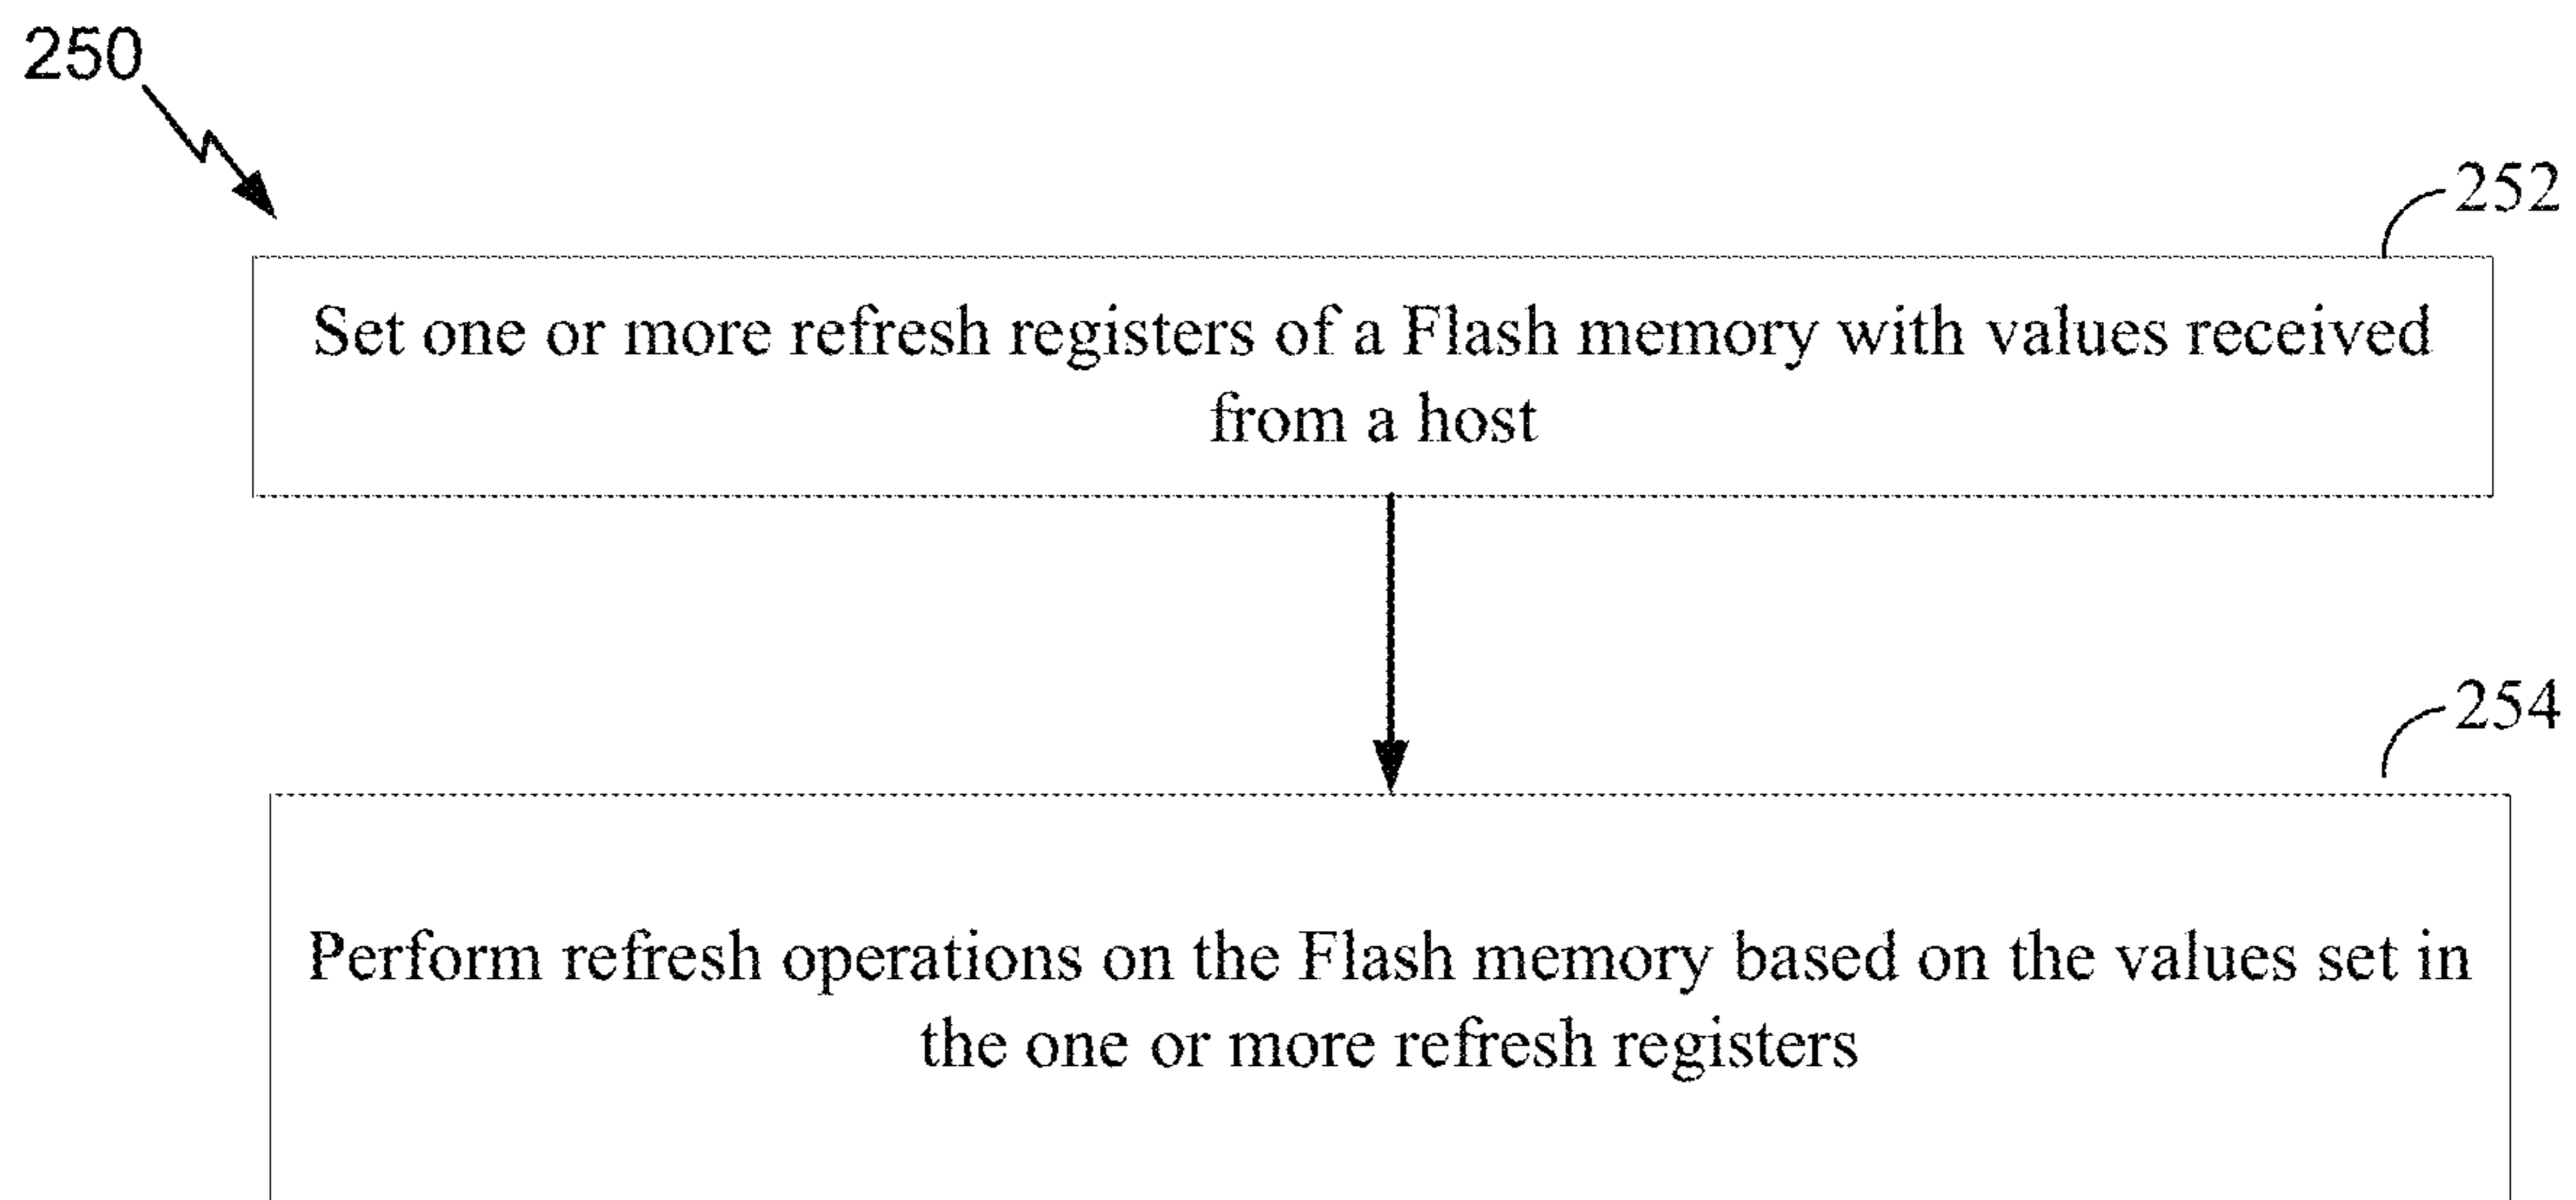 250
252
Set one or more refresh registers of a Flash memory with values received
from a host
254
Perform refresh operations on the Flash memory based on the values set in
the one or more refresh registers